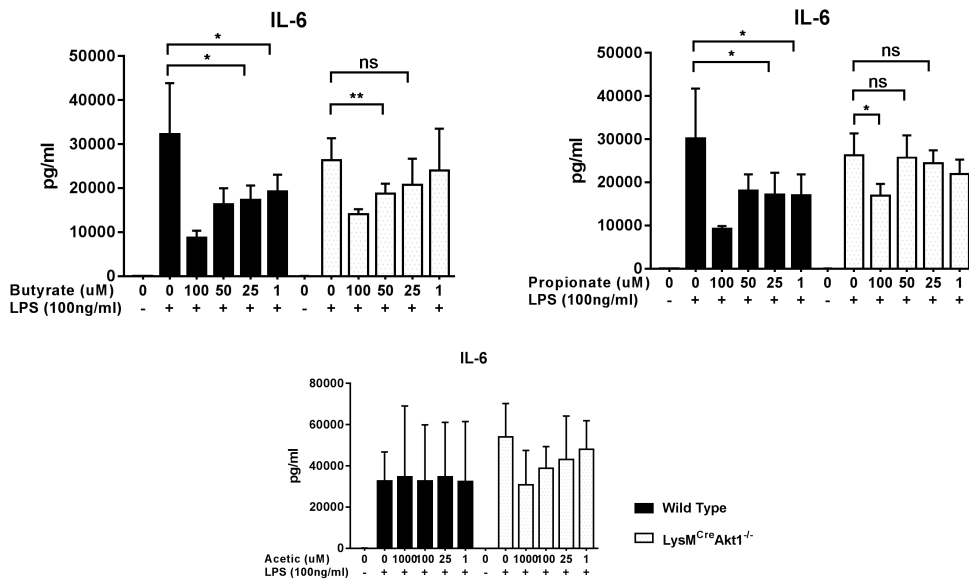 IL-6
*
*
ns
**
50000
40000
30000
20000
10000
0
pg/ml
Butyrate (uM) 0 0 100 50 25 1 0 0 100 50 25 1
LPS (100ng/ml) - + + + + + - + + + + +
IL-6
*
*
ns
ns
*
50000
40000
30000
20000
10000
0
pg/ml
Propionate (uM) 0 0 100 50 25 1 0 0 100 50 25 1
LPS (100ng/ml) - + + + + + - + + + + +
IL-6
80000
60000
40000
20000
0
pg/ml
Acetic (uM) 0 0 1000 100 25 1 0 0 1000 100 25 1
LPS (100ng/ml) - + + + + + - + + + + +
Wild Type
LysM^Cre Akt1^-/-